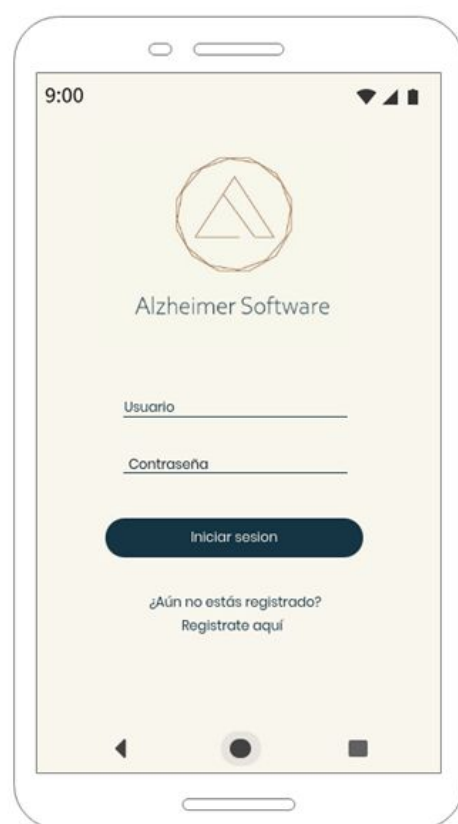 9:00
Alzheimer Software
Usuario
Contraseña
Iniciar sesion
¿Aún no estás registrado?
Registrate aquí